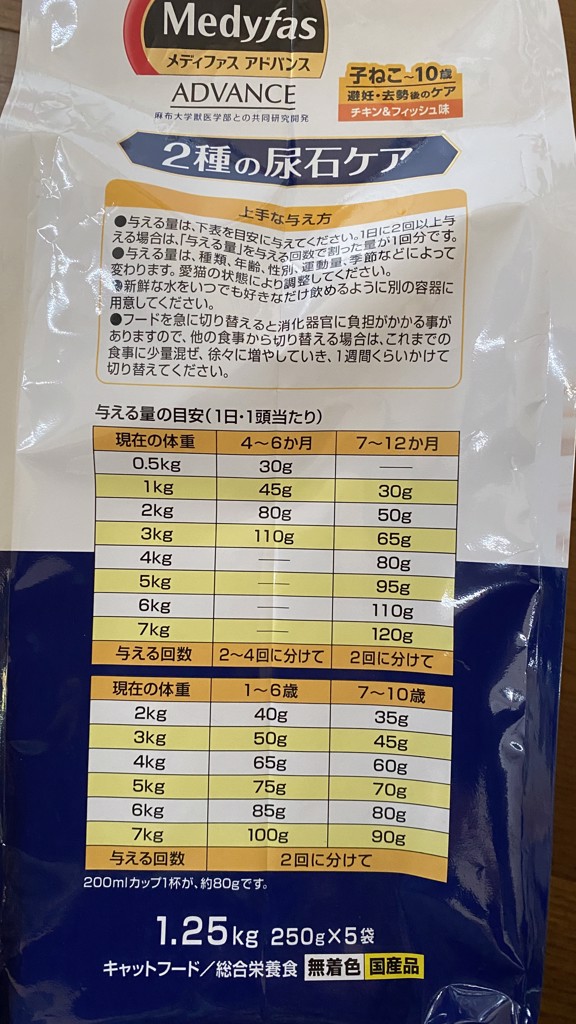 Medyfas
メディファス アドバンス
ADVANCE
麻布大学獣医学部との共同研究開発
子ねこ〜10歳
避妊・去勢後のケア
チキン&フィッシュ味
2種の尿石ケア
上手な与え方
●与える量は、下表を目安に与えてください。1日に2回以上与
える場合は、「与える量」を与える回数で割った量が1回分です。
●与える量は、種類、年齢、性別、運動量、季節などによって
変わります。愛猫の状態により調整してください。
●新鮮な水をいつでも好きなだけ飲めるように別の容器に
用意してください。
●フードを急に切り替えると消化器官に負担がかかる事が
ありますので、他の食事から切り替える場合は、これまでの
食事に少量混ぜ、徐々に増やしていき、1週間くらいかけて
切り替えてください。
与える量の目安(1日・1頭当たり)
現在の体重 4〜6か月 7〜12か月
0.5kg 30g —
1kg 45g 30g
2kg 80g 50g
3kg 110g 65g
4kg — 80g
5kg — 95g
6kg — 110g
7kg — 120g
与える回数 2〜4回に分けて 2回に分けて
現在の体重 1〜6歳 7〜10歳
2kg 40g 35g
3kg 50g 45g
4kg 65g 60g
5kg 75g 70g
6kg 85g 80g
7kg 100g 90g
与える回数 2回に分けて
200mlカップ1杯が、約80gです。
1.25kg 250g×5袋
キャットフード/総合栄養食 無着色 国産品